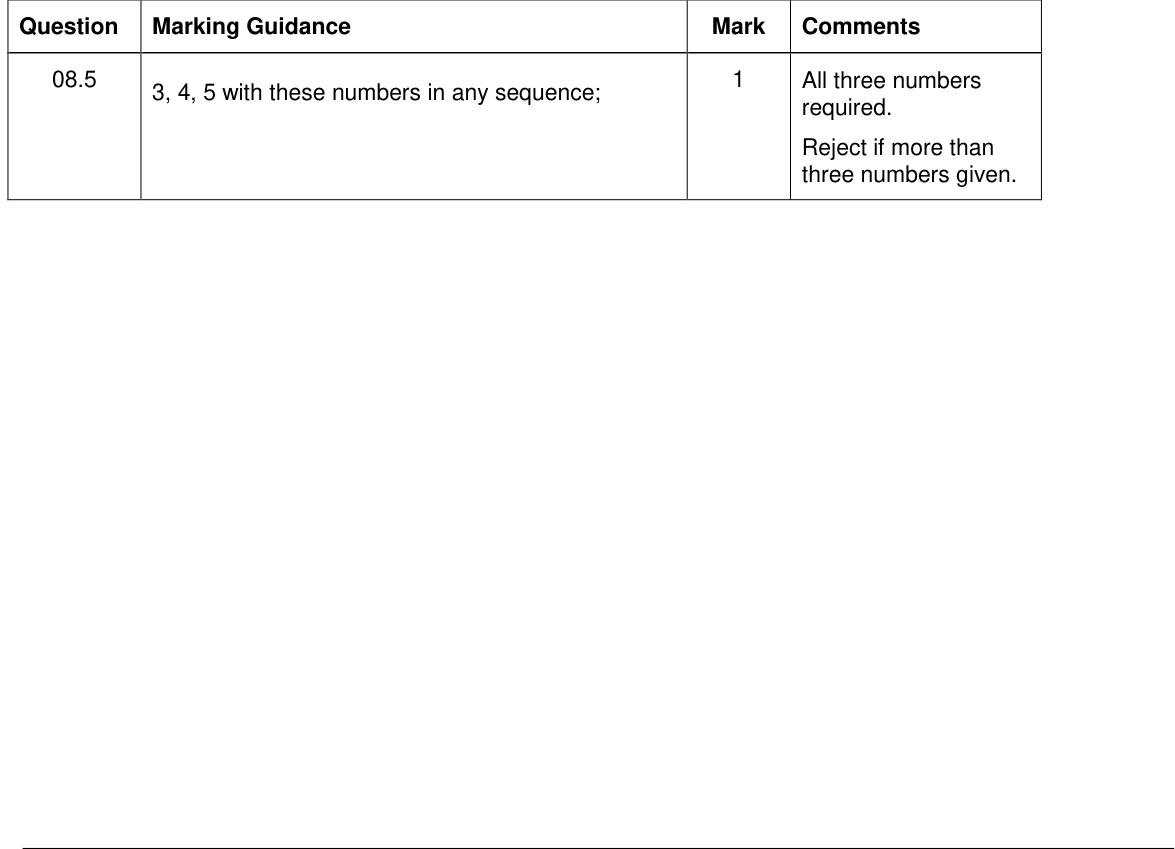 Question Marking Guidance Mark Comments
08.5 3, 4, 5 with these numbers in any sequence; 1 All three numbers
required.
Reject if more than
three numbers given.